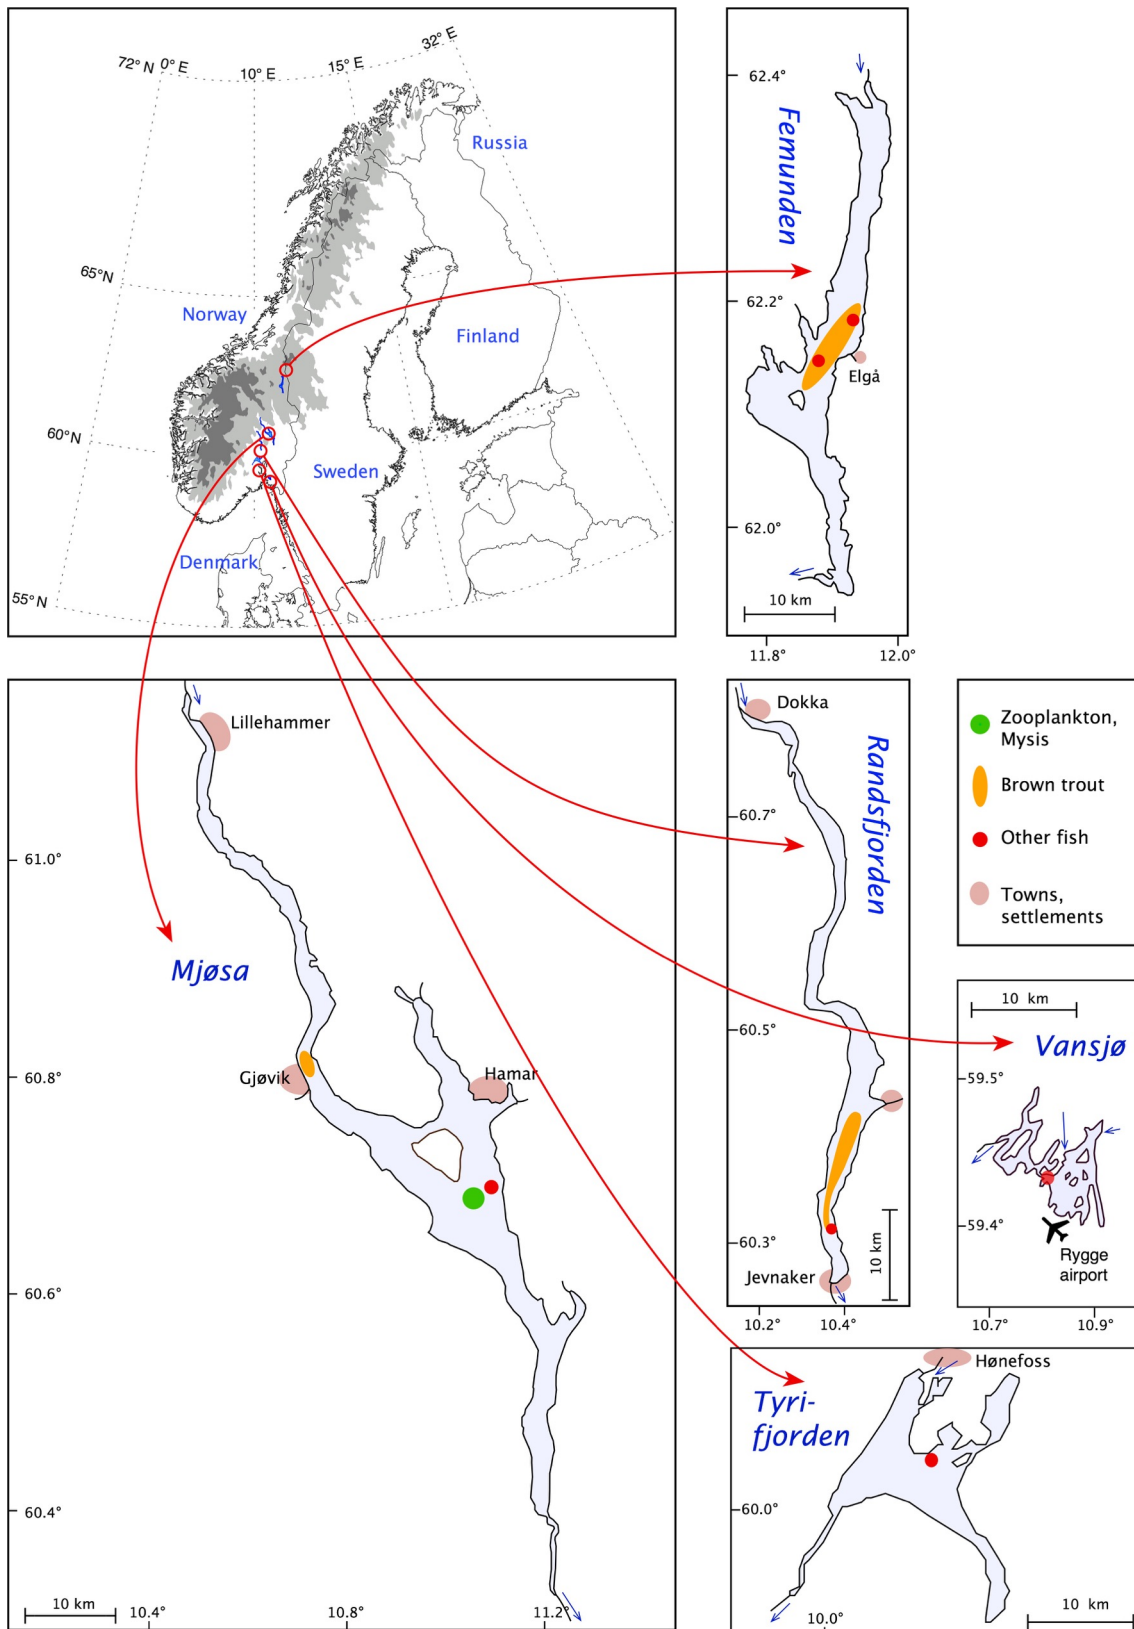 72° N
0° E
10° E
15° E
32° E
Russia
65°N
Norway
Finland
60°N
Sweden
Denmark
55° N
62.4°
Femunden
62.2°
Elgå
62.0°
10 km
11.8°
12.0°
Lillehammer
61.0°
Mjøsa
60.8°
Gjøvik
Hamar
60.6°
60.4°
10 km
10.4°
10.8°
11.2°
Dokka
Randsfjorden
60.7°
60.5°
60.3°
10 km
Jevnaker
10.2°
10.4°
Zooplankton,
Mysis
Brown trout
Other fish
Towns,
settlements
10 km
Vansjø
59.5°
59.4°
Rygge
airport
10.7°
10.9°
Hønefoss
Tyri-
fjorden
60.0°
10.0°
10 km